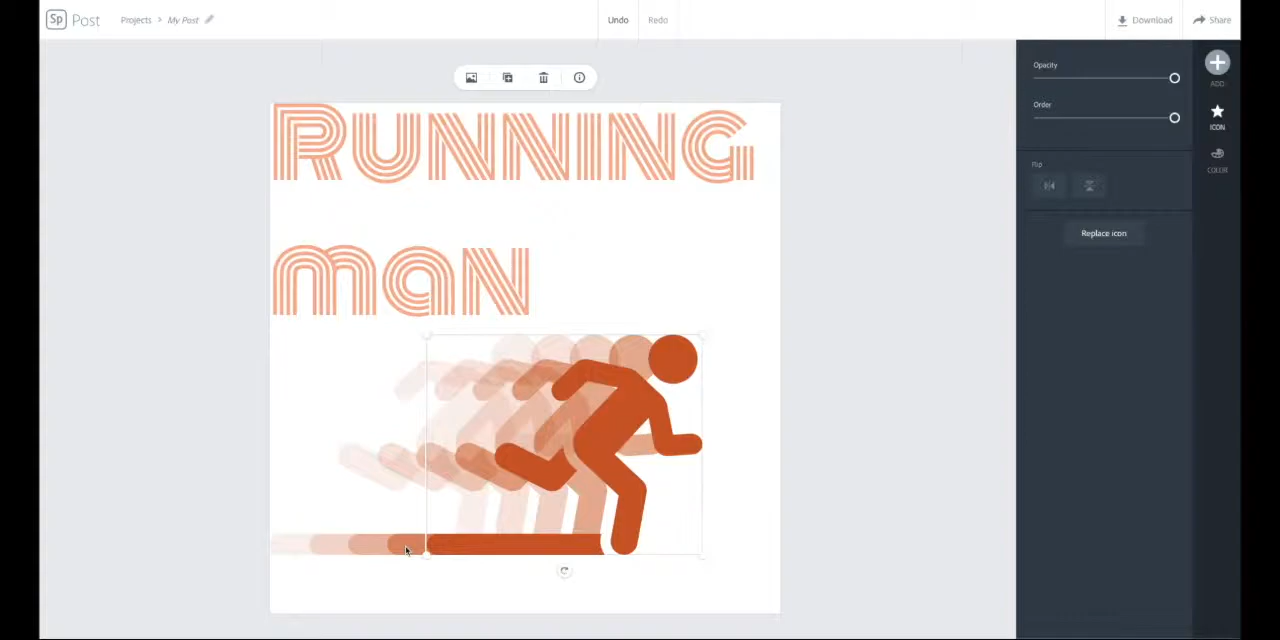 Sp Post
Projects > My Post
Undo
Redo
Download
Share
Opacity
Order
Flip
Replace icon
ADD
ICON
COLOR
RUNNING
maN